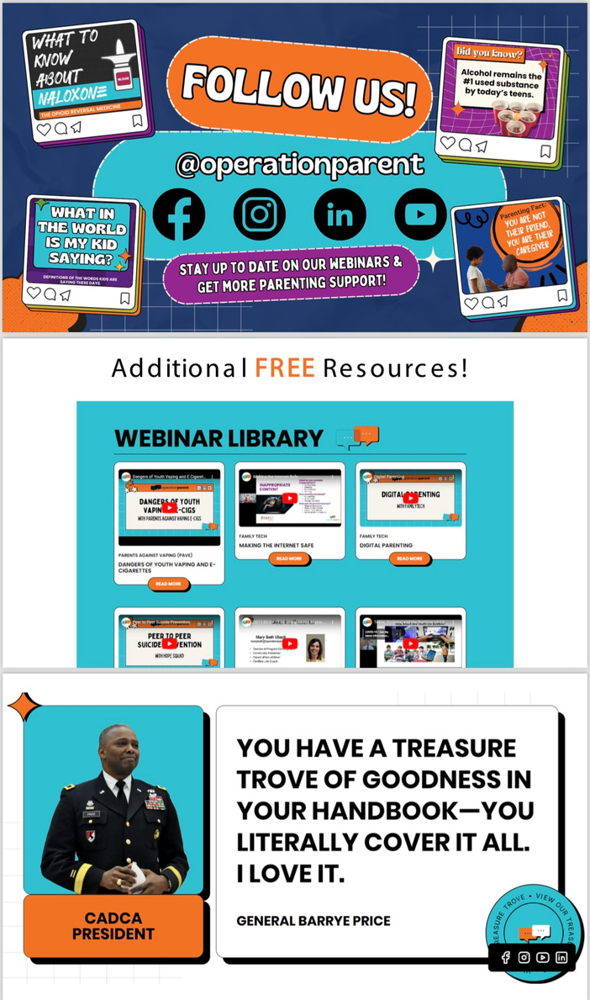 WHAT TO
KNOW
ABOUT
NALOXONE
THE OPIOID REVERSAL MEDICINE
NALOXONE
FOLLOW US!
Did you know?
Alcohol remains the
#1 used substance
by today's teens.
@operationparent
WHAT IN
THE WORLD
IS MY KID
SAYING?
DEFINITIONS OF THE WORDS KIDS ARE
SAYING THESE DAYS
STAY UP TO DATE ON OUR WEBINARS &
GET MORE PARENTING SUPPORT!
Parenting Fact:
YOU ARE NOT
THEIR FRIEND,
YOU ARE THEIR
CAREGIVER
Additional FREE Resources!
WEBINAR LIBRARY
Dangers of Youth Vaping and E Cigaret...
operationparent
DANGERS OF YOUTH
WITH PARENTS AGAINST VAPING E-CIGS
PARENTS AGAINST VAPING (PAVE)
DANGERS OF YOUTH VAPING AND E-
CIGARETTES
READ MORE
INAPPROPRIATE
CONTENT
FAMILY TECH
MAKING THE INTERNET SAFE
READ MORE
Digital Parenting
WITH FAMILYTECH
FAMILY TECH
DIGITAL PARENTING
READ MORE
Peer to Peer Suicide Prevention
PEER TO PEER
WITH HOPE SQUAD
Mary Beth Uberti
YOU HAVE A TREASURE
TROVE OF GOODNESS IN
YOUR HANDBOOK—YOU
LITERALLY COVER IT ALL.
I LOVE IT.
GENERAL BARRYE PRICE
PRICE
CADCA
PRESIDENT
TREASURE TROVE • VIEW OUR TREAS